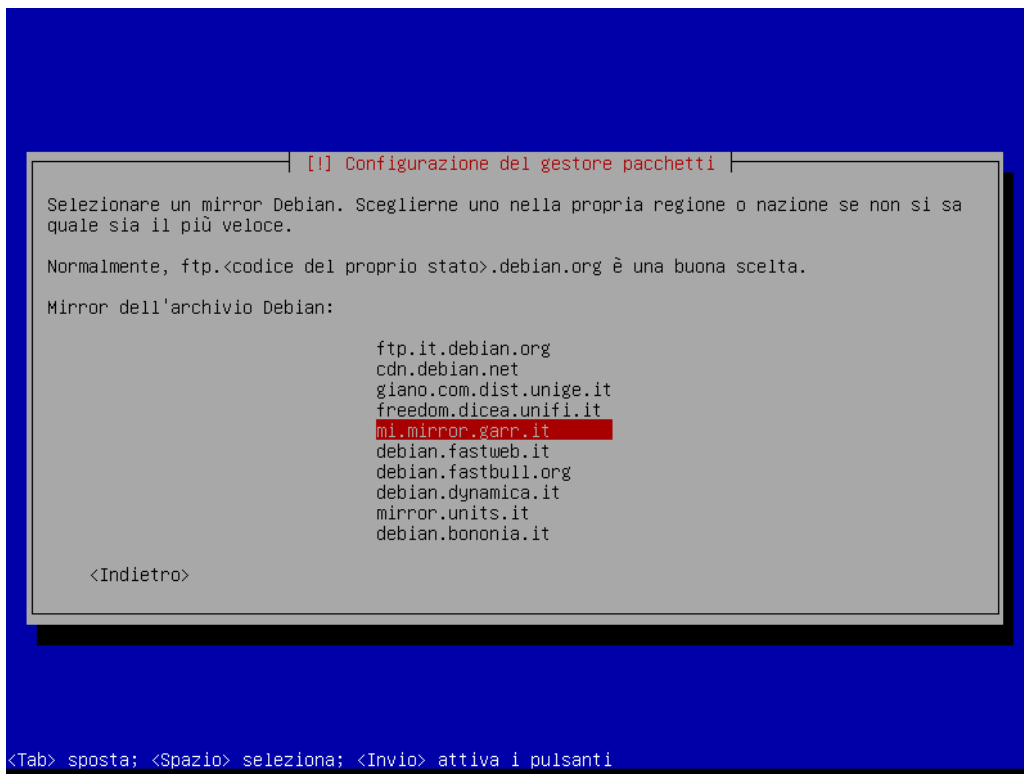 [!] Configurazione del gestore pacchetti
Selezionare un mirror Debian. Sceglierne uno nella propria regione o nazione se non si sa
quale sia il più veloce.
Normalmente, ftp.<codice del proprio stato>.debian.org è una buona scelta.
Mirror dell'archivio Debian:
ftp.it.debian.org
cdn.debian.net
giano.com.dist.unige.it
freedom.dicea.unifi.it
mi.mirror.garr.it
debian.fastweb.it
debian.fastbull.org
debian.dynamica.it
mirror.units.it
debian.bononia.it
<Indietro>
<Tab> sposta; <Spazio> seleziona; <Invio> attiva i pulsanti